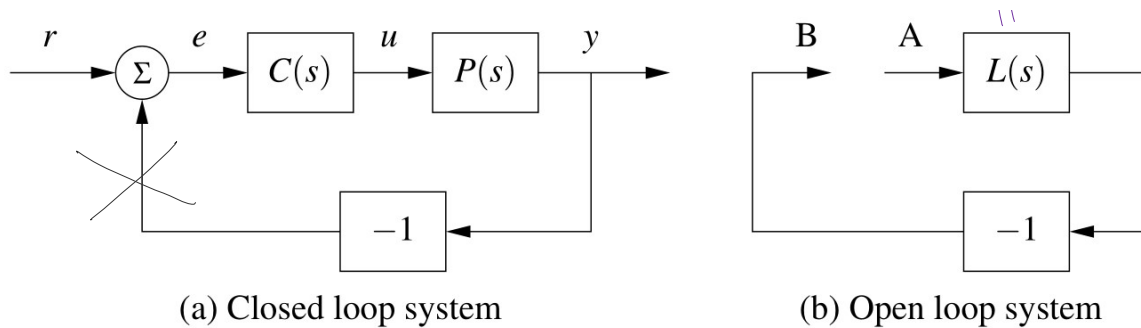 r e u y
Σ C(s) P(s)
−1
(a) Closed loop system
B A L(s)
−1
(b) Open loop system